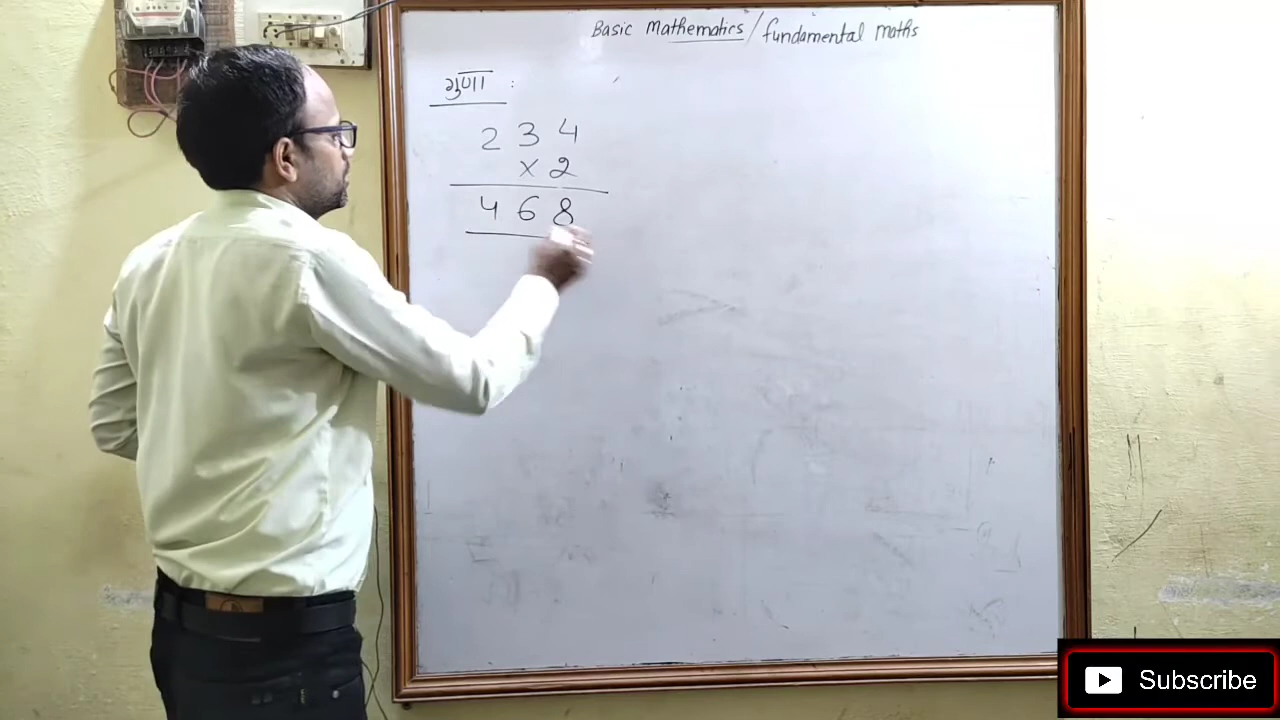 Basic Mathematics / fundamental maths
गुणा :
2 3 4
× 2
4 6 8
Subscribe